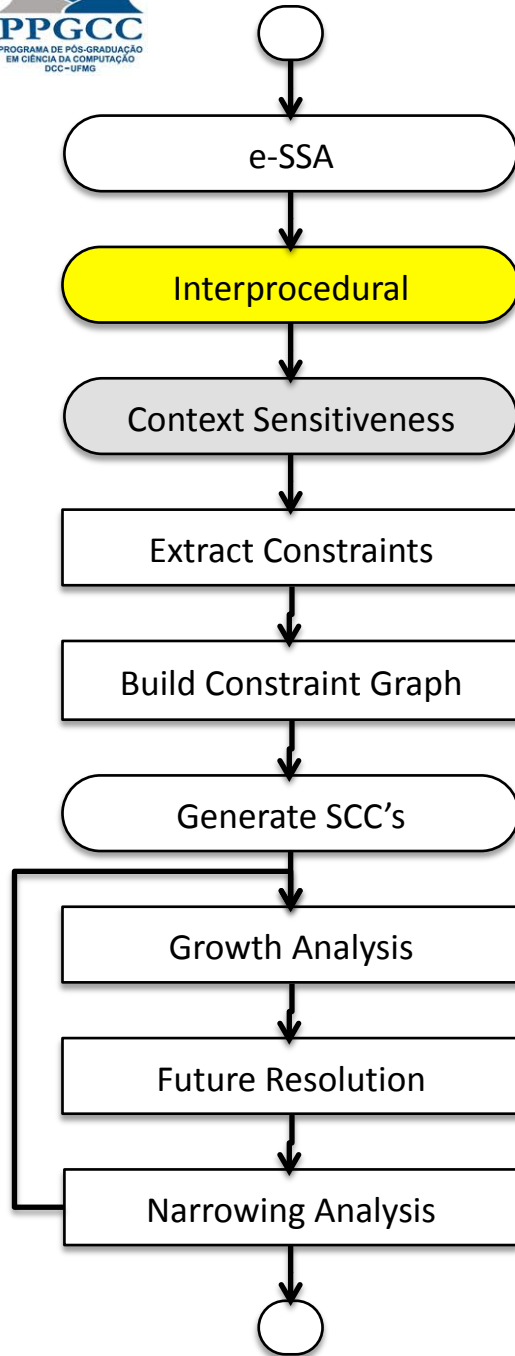 PPGCC
PROGRAMA DE PÓS-GRADUAÇÃO
EM CIÊNCIA DA COMPUTAÇÃO
DCC-UFMG
e-SSA
Interprocedural
Context Sensitiveness
Extract Constraints
Build Constraint Graph
Generate SCC's
Growth Analysis
Future Resolution
Narrowing Analysis